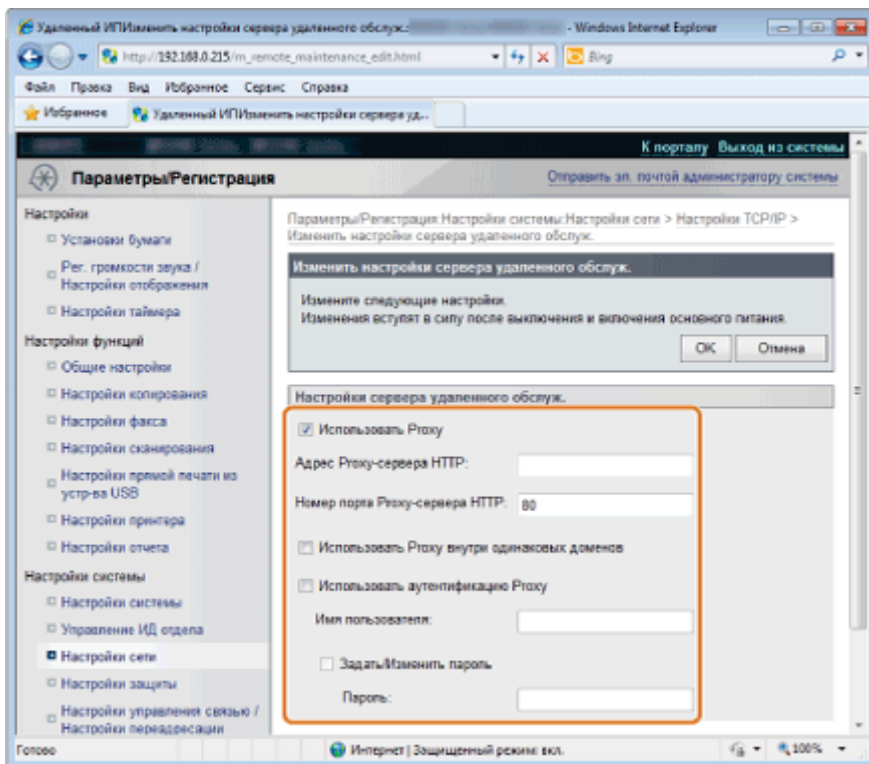 Удаленный ИПИзменить настройки сервера удаленного обслуж.: - Windows Internet Explorer
http://192.168.0.215/m_remote_maintenance_edit.html Bing
Файл Правка Вид Избранное Сервис Справка
Избранное Удаленный ИПИзменить настройки сервера уд...
К порталу Выход из системы
Параметры/Регистрация Отправить эл. почтой администратору системы
Настройки
Установки бумаги
Рег. громкости звука /
Настройки отображения
Настройки таймера
Настройки функций
Общие настройки
Настройки копирования
Настройки факса
Настройки сканирования
Настройки прямой печати из
устр-ва USB
Настройки принтера
Настройки отчета
Настройки системы
Настройки системы
Управление ИД отдела
Настройки сети
Настройки защиты
Настройки управления связью /
Настройки переадресации
Параметры/Регистрация:Настройки системы:Настройки сети > Настройки TCP/IP >
Изменить настройки сервера удаленного обслуж.
Изменить настройки сервера удаленного обслуж.
Измените следующие настройки.
Изменения вступят в силу после выключения и включения основного питания.
OK Отмена
Настройки сервера удаленного обслуж.
Использовать Proxy
Адрес Proxy-сервера HTTP:
Номер порта Proxy-сервера HTTP: 80
Использовать Proxy внутри одинаковых доменов
Использовать аутентификацию Proxy
Имя пользователя:
Задать/Изменить пароль
Пароль:
Готово Интернет | Защищенный режим: вкл. 100%